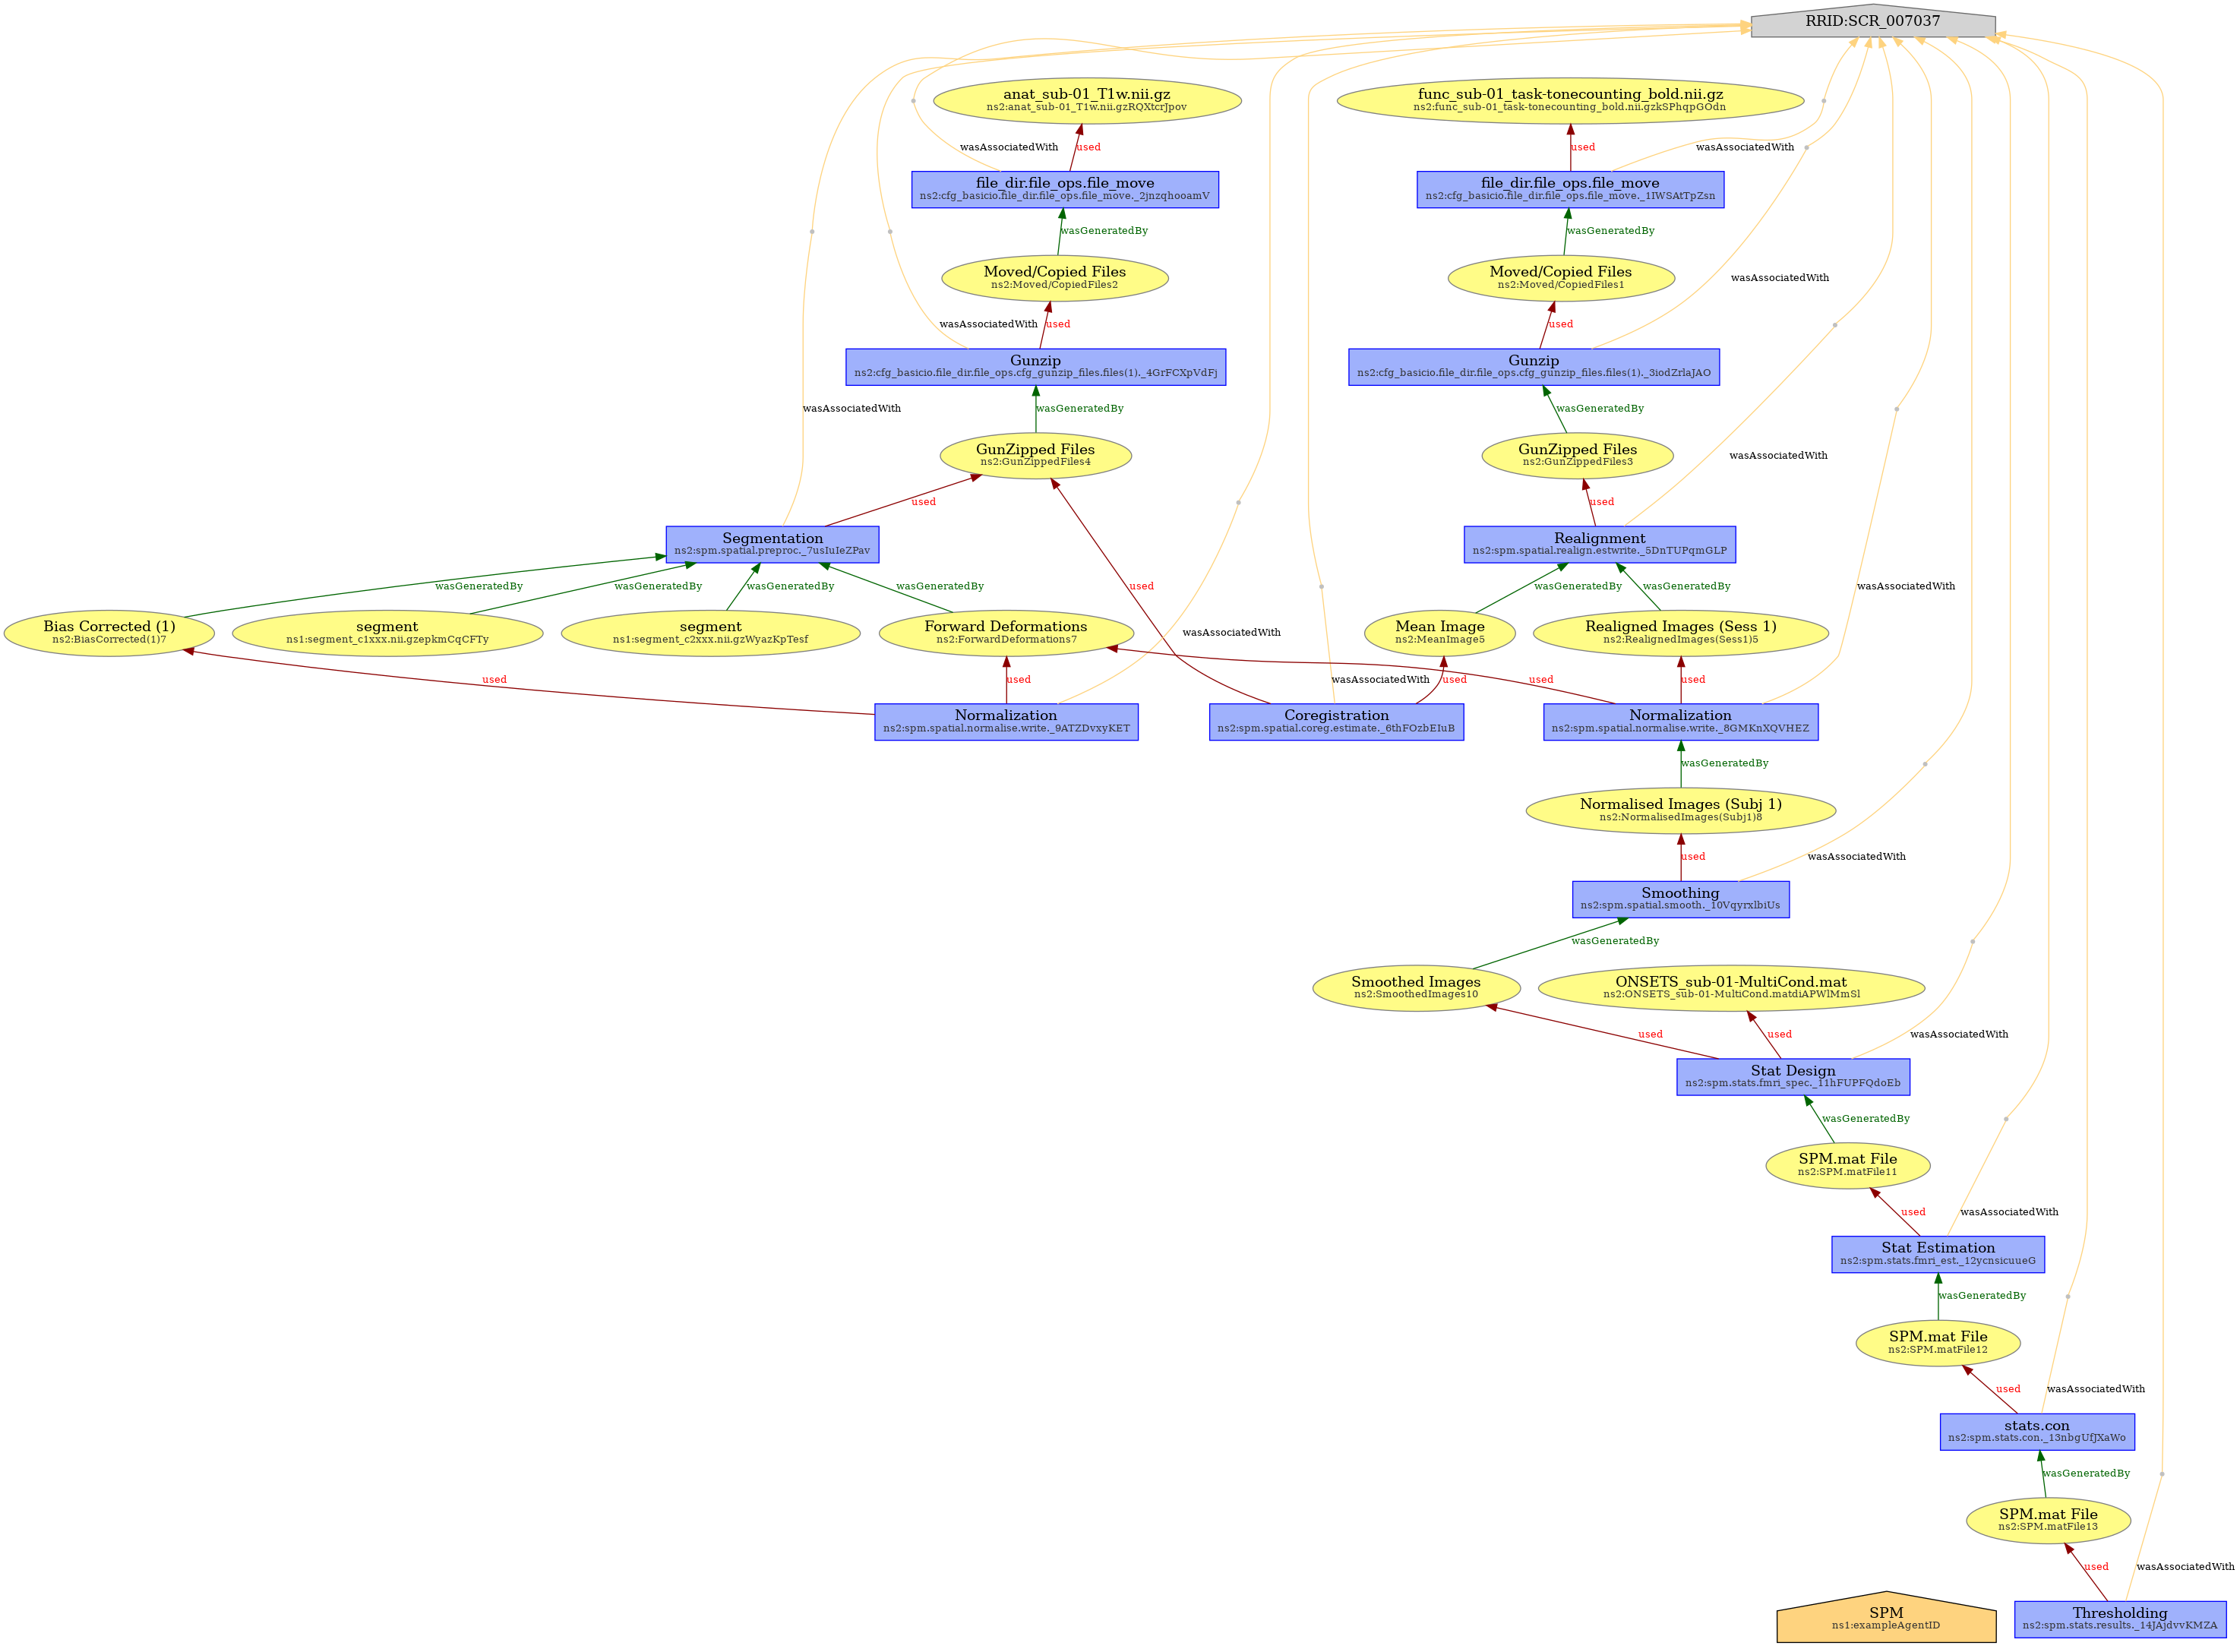 RRID:SCR_007037
anat_sub-01_T1w.nii.gz
ns2:anat_sub-01_T1w.nii.gzRQXtcrJpov
func_sub-01_task-tonecounting_bold.nii.gz
ns2:func_sub-01_task-tonecounting_bold.nii.gzkSPhqpGOdn
wasAssociatedWith
used
used
wasAssociatedWith
file_dir.file_ops.file_move
ns2:cfg_basicio.file_dir.file_ops.file_move._2jnzqhooamV
file_dir.file_ops.file_move
ns2:cfg_basicio.file_dir.file_ops.file_move._1IWSAtTpZsn
wasGeneratedBy
wasGeneratedBy
Moved/Copied Files
ns2:Moved/CopiedFiles2
Moved/Copied Files
ns2:Moved/CopiedFiles1
wasAssociatedWith
wasAssociatedWith
used
used
Gunzip
ns2:cfg_basicio.file_dir.file_ops.cfg_gunzip_files.files(1)._4GrFCXpVdFj
Gunzip
ns2:cfg_basicio.file_dir.file_ops.cfg_gunzip_files.files(1)._3iodZrlaJAO
wasAssociatedWith
wasGeneratedBy
wasGeneratedBy
GunZipped Files
ns2:GunZippedFiles4
GunZipped Files
ns2:GunZippedFiles3
wasAssociatedWith
used
used
Segmentation
ns2:spm.spatial.preproc._7usIuIeZPav
Realignment
ns2:spm.spatial.realign.estwrite._5DnTUPqmGLP
wasGeneratedBy
wasGeneratedBy
wasGeneratedBy
wasGeneratedBy
used
wasGeneratedBy
wasGeneratedBy
wasAssociatedWith
Bias Corrected (1)
ns2:BiasCorrected(1)7
segment
ns1:segment_c1xxx.nii.gzepkmCqCFTy
segment
ns1:segment_c2xxx.nii.gzWyazKpTesf
Forward Deformations
ns2:ForwardDeformations7
wasAssociatedWith
Mean Image
ns2:MeanImage5
Realigned Images (Sess 1)
ns2:RealignedImages(Sess1)5
used
used
wasAssociatedWith
used
used
used
Normalization
ns2:spm.spatial.normalise.write._9ATZDvxyKET
Coregistration
ns2:spm.spatial.coreg.estimate._6thFOzbEIuB
Normalization
ns2:spm.spatial.normalise.write._8GMKnXQVHEZ
wasGeneratedBy
Normalised Images (Subj 1)
ns2:NormalisedImages(Subj1)8
used
wasAssociatedWith
Smoothing
ns2:spm.spatial.smooth._10VqyrxlbiUs
wasGeneratedBy
Smoothed Images
ns2:SmoothedImages10
ONSETS_sub-01-MultiCond.mat
ns2:ONSETS_sub-01-MultiCond.matdiAPWlMmSl
used
used
wasAssociatedWith
Stat Design
ns2:spm.stats.fmri_spec._11hFUPFQdoEb
wasGeneratedBy
SPM.mat File
ns2:SPM.matFile11
used
wasAssociatedWith
Stat Estimation
ns2:spm.stats.fmri_est._12ycnsicuueG
wasGeneratedBy
SPM.mat File
ns2:SPM.matFile12
used
wasAssociatedWith
stats.con
ns2:spm.stats.con._13nbgUfJXaWo
wasGeneratedBy
SPM.mat File
ns2:SPM.matFile13
used
wasAssociatedWith
SPM
ns1:exampleAgentID
Thresholding
ns2:spm.stats.results._14JAjdvvKMZA